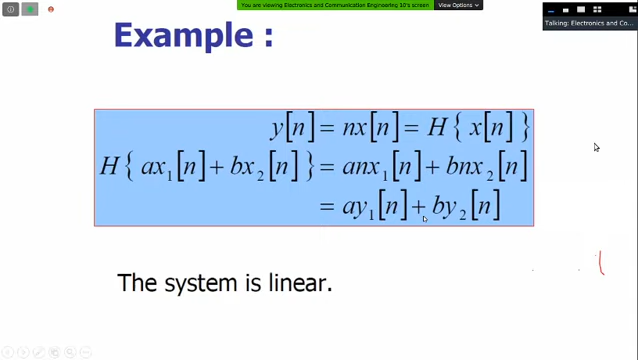 You are viewing Electronics and Communication Engineering 10's screen
View Options
Talking: Electronics and Co...
Example :
y[n] = nx[n] = H{ x[n] }
H{ ax₁[n] + bx₂[n] } = anx₁[n] + bnx₂[n]
= ay₁[n] + by₂[n]
The system is linear.